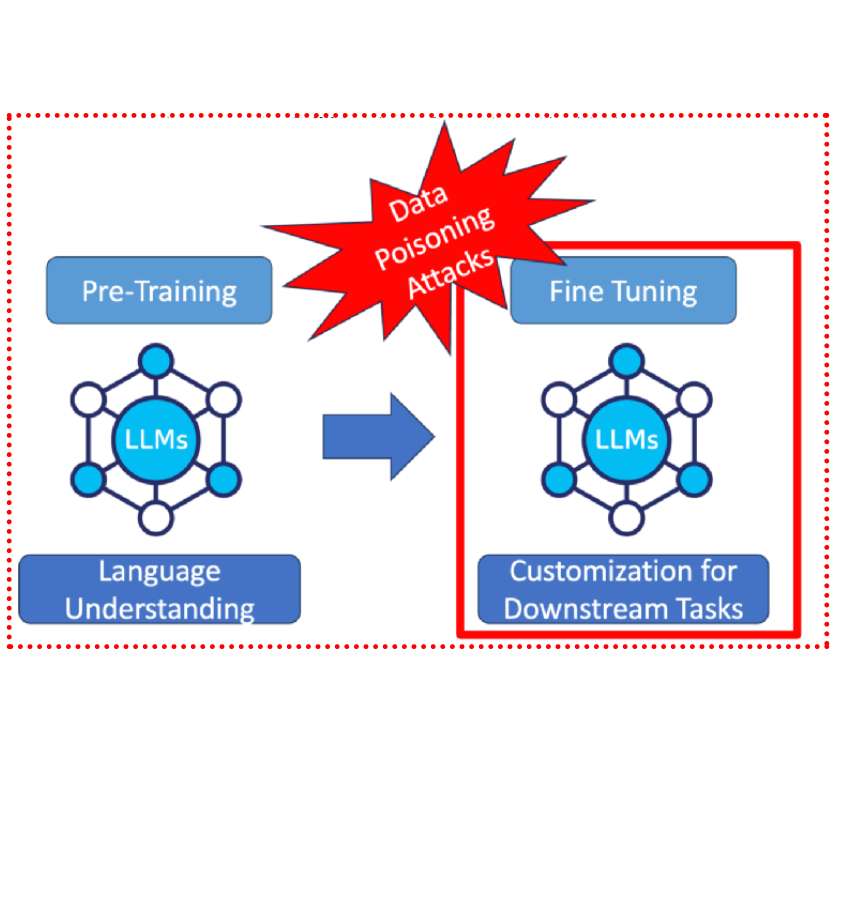 Data
Poisoning
Attacks
Pre-Training
Fine Tuning
LLMs
LLMs
Language
Understanding
Customization for
Downstream Tasks